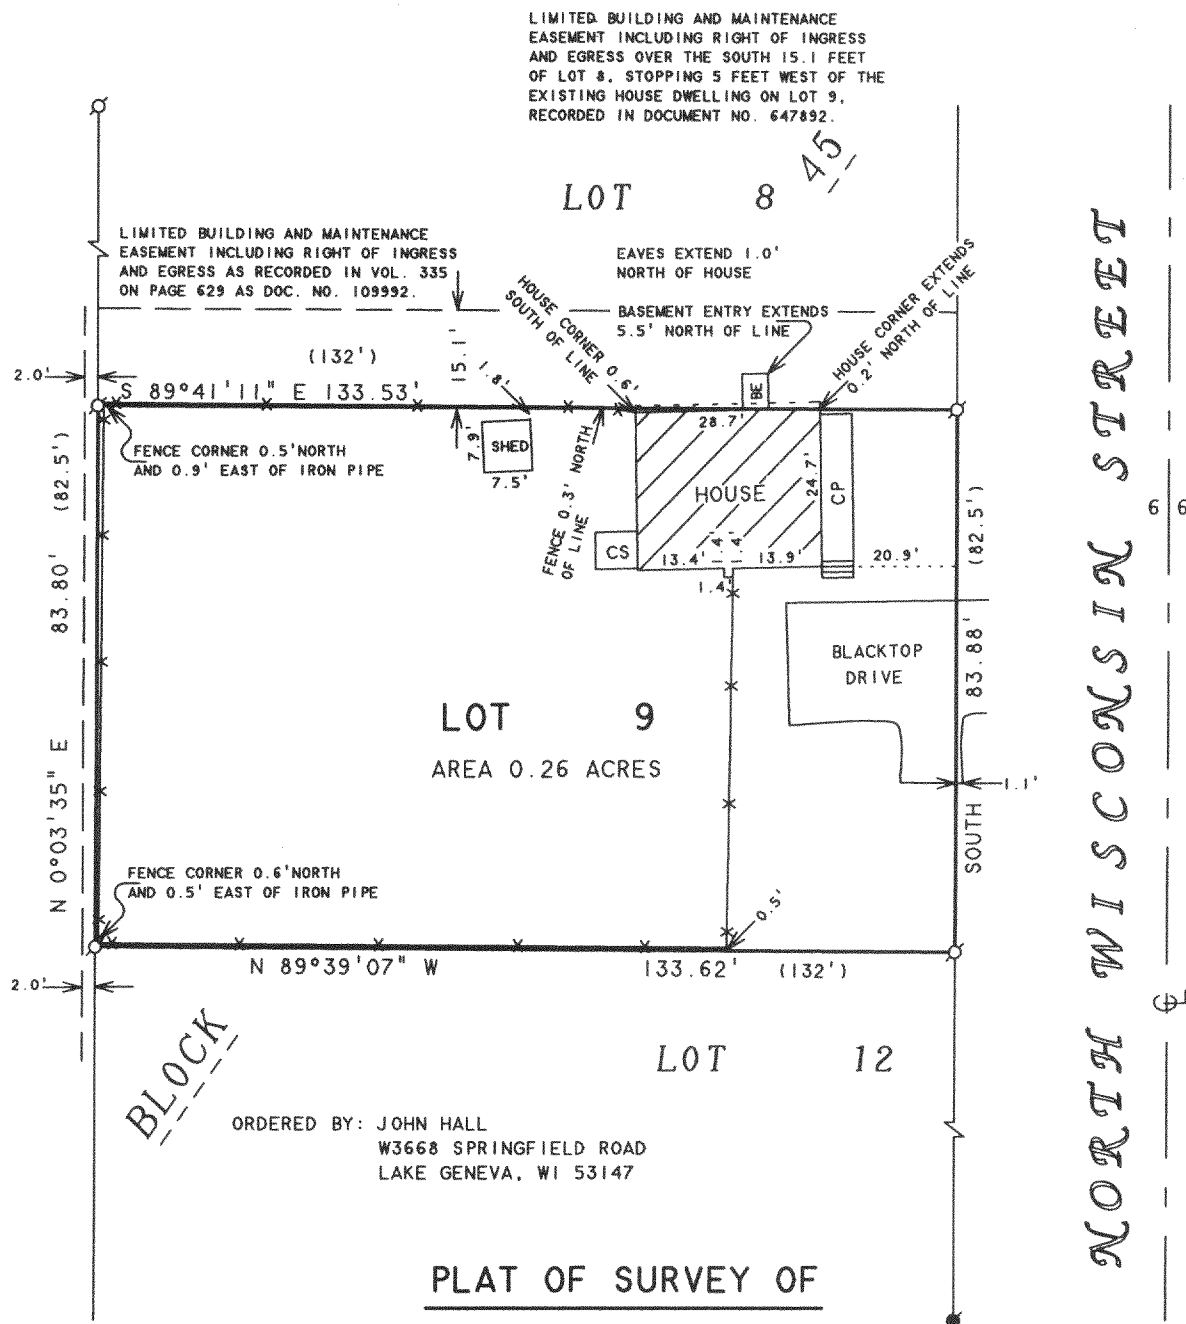 LIMITED BUILDING AND MAINTENANCE
EASEMENT INCLUDING RIGHT OF INGRESS
AND EGRESS OVER THE SOUTH 15.1 FEET
OF LOT 8, STOPPING 5 FEET WEST OF THE
EXISTING HOUSE DWELLING ON LOT 9,
RECORDED IN DOCUMENT NO. 647892.
45
LOT 8
LIMITED BUILDING AND MAINTENANCE
EASEMENT INCLUDING RIGHT OF INGRESS
AND EGRESS AS RECORDED IN VOL. 335
ON PAGE 629 AS DOC. NO. 109992.
EAVES EXTEND 1.0'
NORTH OF HOUSE
BASEMENT ENTRY EXTENDS
5.5' NORTH OF LINE
HOUSE CORNER 0.6'
SOUTH OF LINE
HOUSE CORNER EXTENDS
0.2' NORTH OF LINE
15.1'
(132')
2.0'
S 89°41'11" E 133.53'
1.8'
BE
28.7'
FENCE CORNER 0.5'NORTH
AND 0.9' EAST OF IRON PIPE
7.9'
SHED
7.5'
FENCE 0.3' NORTH
OF LINE
HOUSE
24.7'
CP
CS
13.4'
4
4
13.9'
1.4'
20.9'
(82.5')
83.80'
N 0°03'35" E
(82.5')
83.88'
SOUTH
66
BLACKTOP
DRIVE
1.1'
LOT 9
AREA 0.26 ACRES
FENCE CORNER 0.6'NORTH
AND 0.5' EAST OF IRON PIPE
0.5'
N 89°39'07" W 133.62' (132')
2.0'
NORTH WISCONSIN STREET
CL
BLOCK
LOT 12
ORDERED BY: JOHN HALL
W3668 SPRINGFIELD ROAD
LAKE GENEVA, WI 53147
PLAT OF SURVEY OF